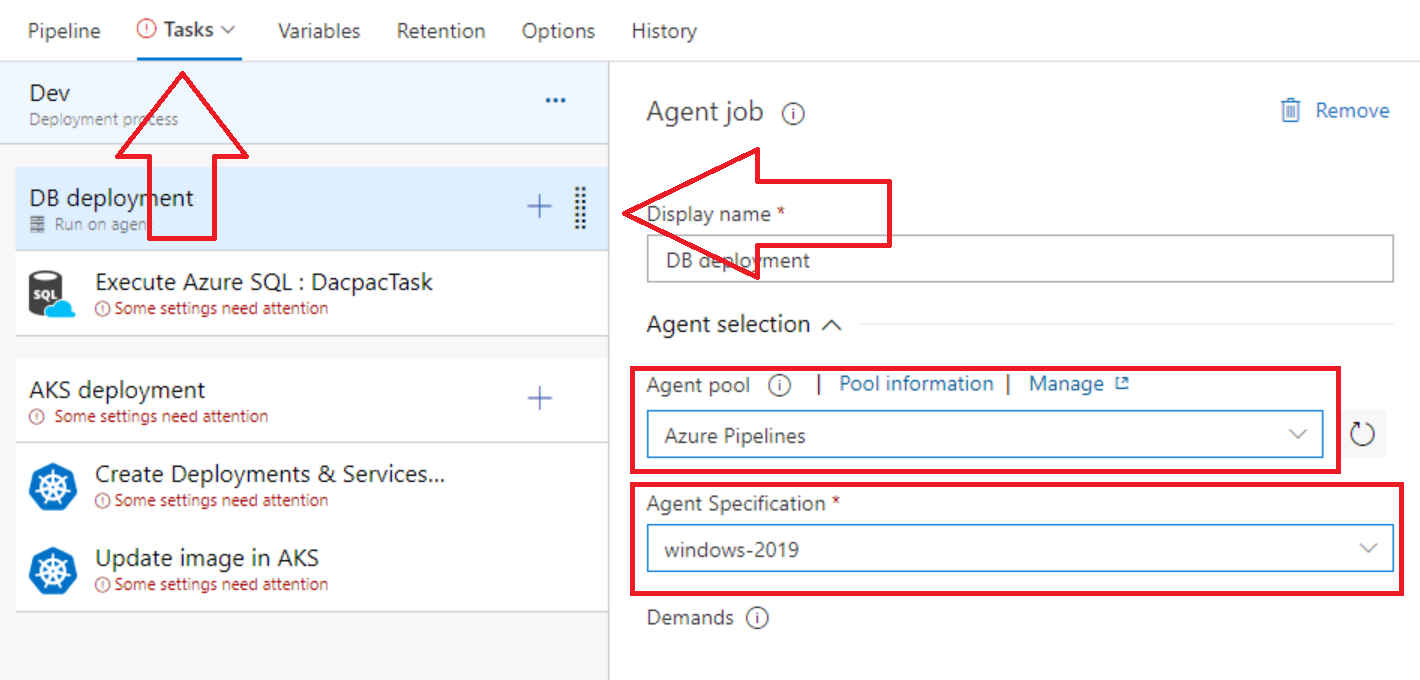 Pipeline Tasks Variables Retention Options History
Dev
Deployment process
DB deployment
Run on agent
SQL
Execute Azure SQL : DacpacTask
Some settings need attention
AKS deployment
Some settings need attention
Create Deployments & Services...
Some settings need attention
Update image in AKS
Some settings need attention
Agent job
Remove
Display name *
DB deployment
Agent selection
Agent pool | Pool information | Manage
Azure Pipelines
Agent Specification *
windows-2019
Demands